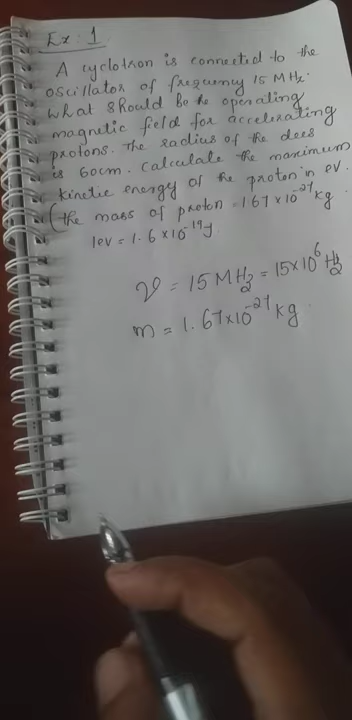 Ex: 1
A cyclotron is connected to the
oscillator of frequency 15 MHz.
what should be the operating
magnetic field for accelerating
protons. The radius of the dees
is 60cm. Calculate the maximum
kinetic energy of the proton in eV.
(the mass of proton = 1.67 × 10⁻²⁷ kg
1eV = 1.6 × 10⁻¹⁹ J
ν = 15 MHz = 15 × 10⁶ Hz
m = 1.67 × 10⁻²⁷ kg